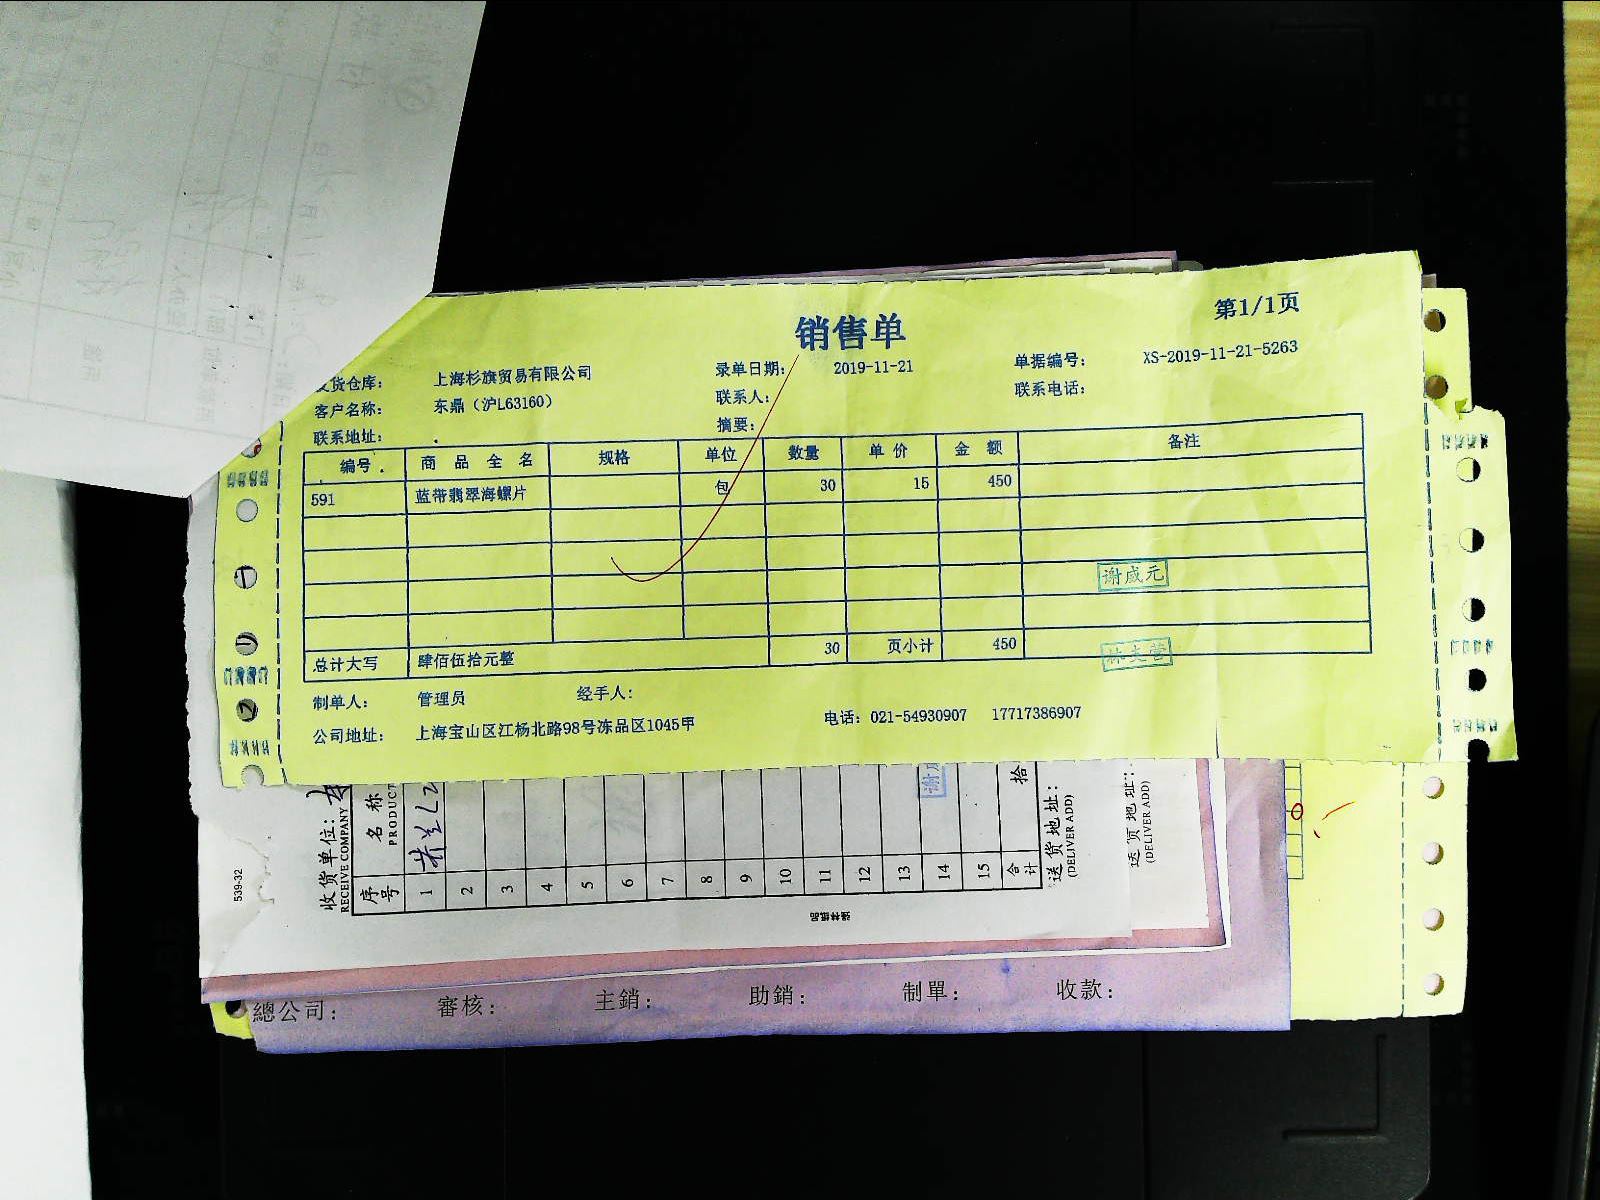 第1/1页
销售单
货仓库： 上海杉旗贸易有限公司 录单日期： 2019-11-21 单据编号： XS-2019-11-21-5263
客户名称： 东鼎（沪L63160） 联系人： 联系电话：
联系地址： 摘要：
编号 商品全名 规格 单位 数量 单价 金额 备注
591 蓝带翡翠海螺片 包 30 15 450
谢成元
总计大写 肆佰伍拾元整 30 页小计 450
制单人： 管理员 经手人：
公司地址： 上海宝山区江杨北路98号冻品区1045甲 电话：021-54930907 17717386907
539-32
收货单位：
RECEIVE COMPANY
序号 名称
PRODUCT
1
2
3
4
5
6
7
8
9
10
11
12
13
14
15
合计 拾
送货地址：
(DELIVER ADD)
送货地址：
(DELIVER ADD)
總公司： 審核： 主銷： 助銷： 制單： 收款：